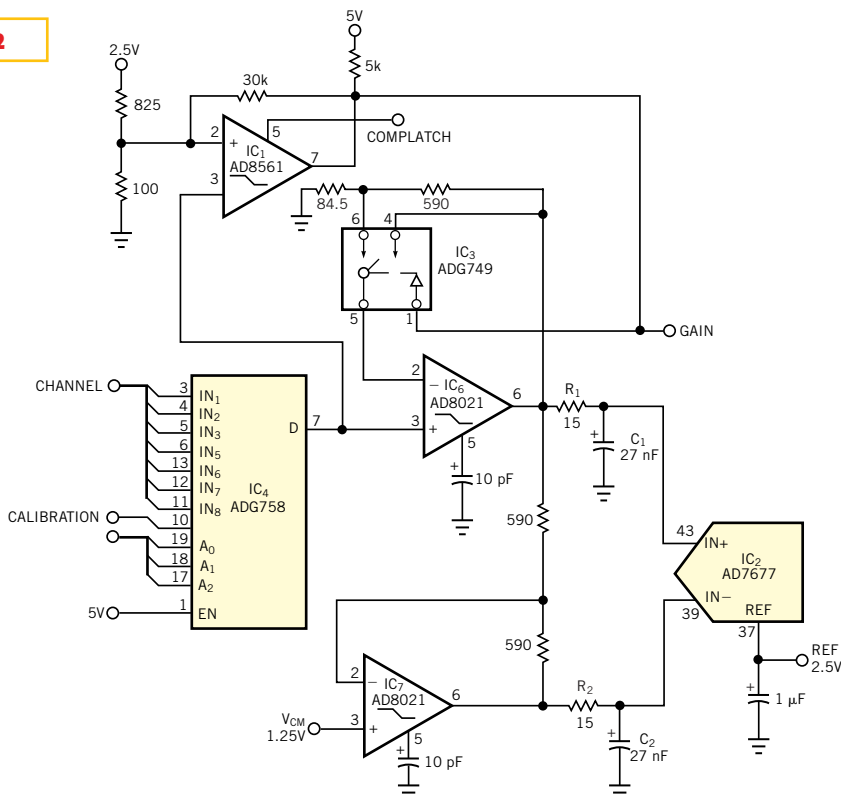 2
5V
2.5V
5k
30k
825
5
COMPLATCH
2
+
IC1
AD8561
7
3
100
84.5
590
6
4
IC3
ADG749
5
1
GAIN
CHANNEL
3
IN1
4
IN2
5
IN3
6
IN5
13
IN6
12
IN7
11
IN8
CALIBRATION
10
19
A0
18
A1
17
A2
5V
1
EN
D
7
IC4
ADG758
2
–
IC6
AD8021
6
3
+
5
+
10 pF
R1
15
+
C1
27 nF
590
43
IN+
IC2
AD7677
IN–
39
REF
37
REF
2.5V
+
1 µF
590
2
–
IC7
AD8021
6
VCM
1.25V
3
+
5
+
10 pF
R2
15
+
C2
27 nF